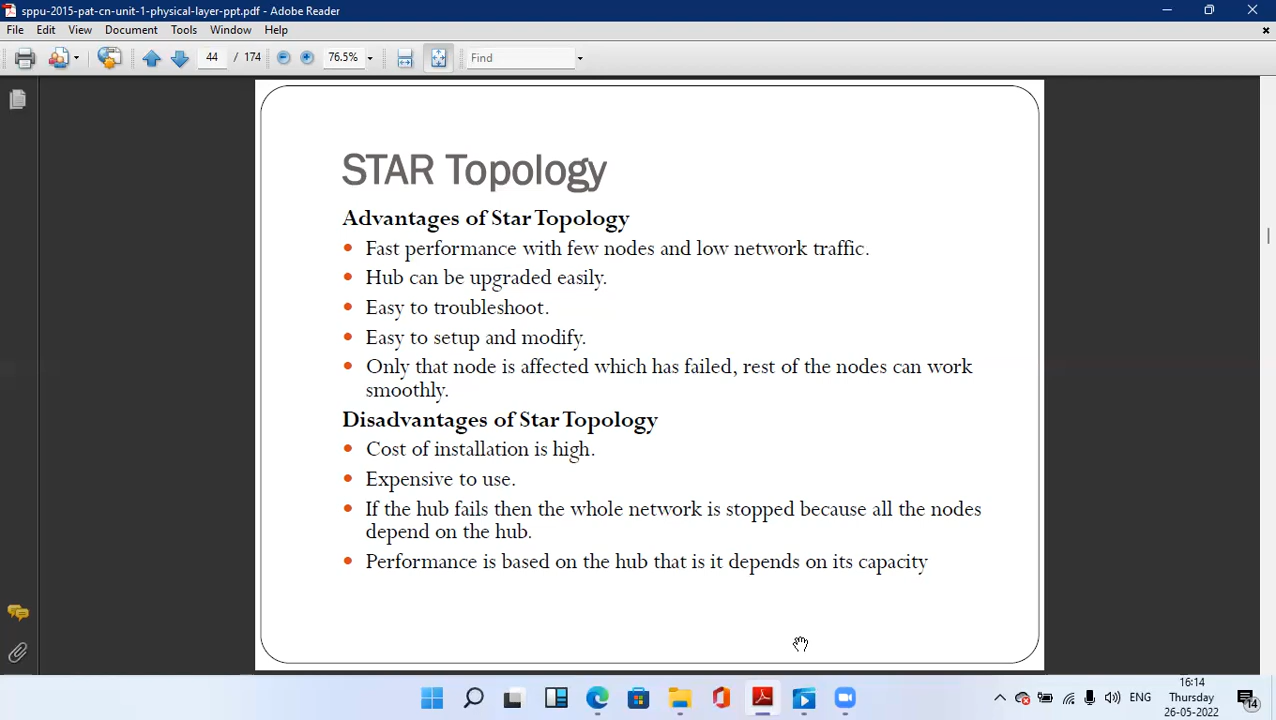 sppu-2015-pat-cn-unit-1-physical-layer-ppt.pdf - Adobe Reader
File Edit View Document Tools Window Help
44 / 174 76.5% Find
STAR Topology
Advantages of Star Topology
Fast performance with few nodes and low network traffic.
Hub can be upgraded easily.
Easy to troubleshoot.
Easy to setup and modify.
Only that node is affected which has failed, rest of the nodes can work
smoothly.
Disadvantages of Star Topology
Cost of installation is high.
Expensive to use.
If the hub fails then the whole network is stopped because all the nodes
depend on the hub.
Performance is based on the hub that is it depends on its capacity
16:14
ENG Thursday
26-05-2022
14